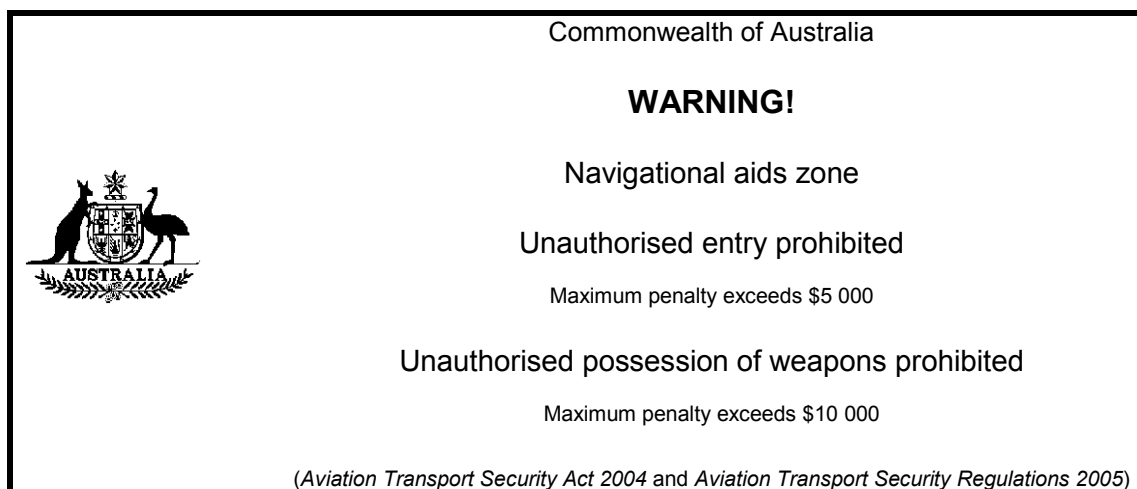 Commonwealth of Australia
WARNING!
Navigational aids zone
Unauthorised entry prohibited
Maximum penalty exceeds $5 000
AUSTRALIA
Unauthorised possession of weapons prohibited
Maximum penalty exceeds $10 000
(Aviation Transport Security Act 2004 and Aviation Transport Security Regulations 2005)